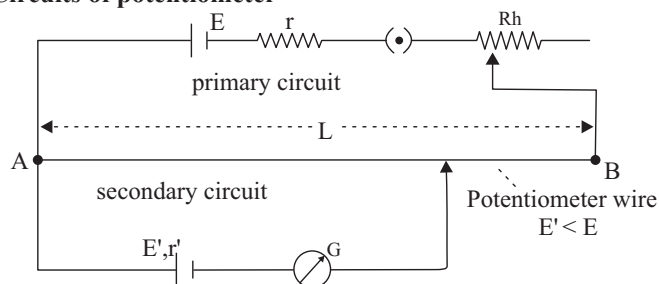 Circuits of potentiometer
E r Rh
primary circuit
L
A B
secondary circuit
Potentiometer wire
E' < E
E',r' G